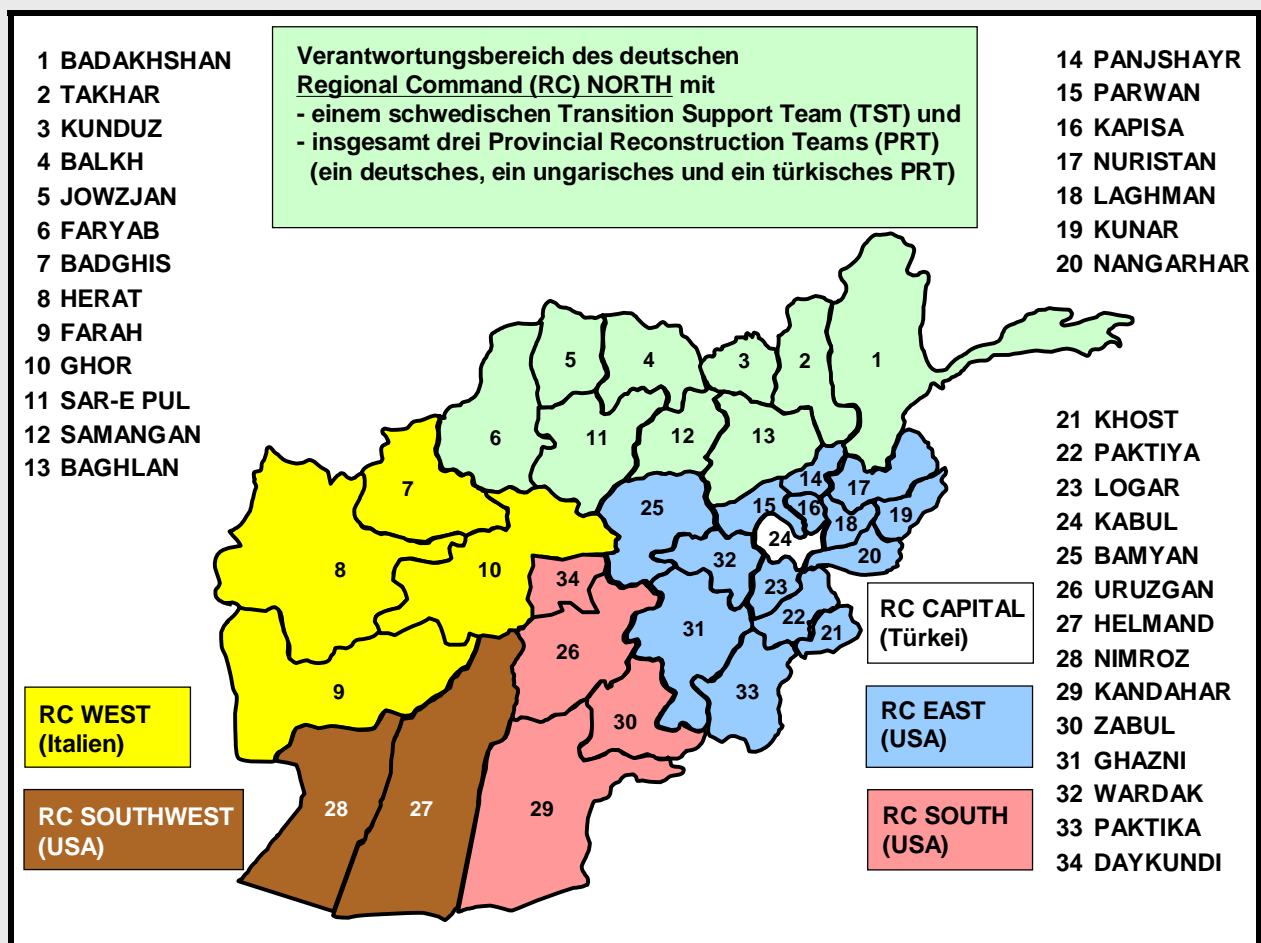 1 BADAKHSHAN
2 TAKHAR
3 KUNDUZ
4 BALKH
5 JOWZJAN
6 FARYAB
7 BADGHIS
8 HERAT
9 FARAH
10 GHOR
11 SAR-E PUL
12 SAMANGAN
13 BAGHLAN
Verantwortungsbereich des deutschen
Regional Command (RC) NORTH mit
- einem schwedischen Transition Support Team (TST) und
- insgesamt drei Provincial Reconstruction Teams (PRT)
(ein deutsches, ein ungarisches und ein türkisches PRT)
14 PANJSHAYR
15 PARWAN
16 KAPISA
17 NURISTAN
18 LAGHMAN
19 KUNAR
20 NANGARHAR
5
4
3
2
1
6
11
12
13
7
25
14
17
15
16
18
19
24
20
8
10
34
32
23
22
21
31
26
33
9
30
28
27
29
21 KHOST
22 PAKTIYA
23 LOGAR
24 KABUL
25 BAMYAN
26 URUZGAN
27 HELMAND
28 NIMROZ
29 KANDAHAR
30 ZABUL
31 GHAZNI
32 WARDAK
33 PAKTIKA
34 DAYKUNDI
RC CAPITAL
(Türkei)
RC WEST
(Italien)
RC EAST
(USA)
RC SOUTHWEST
(USA)
RC SOUTH
(USA)